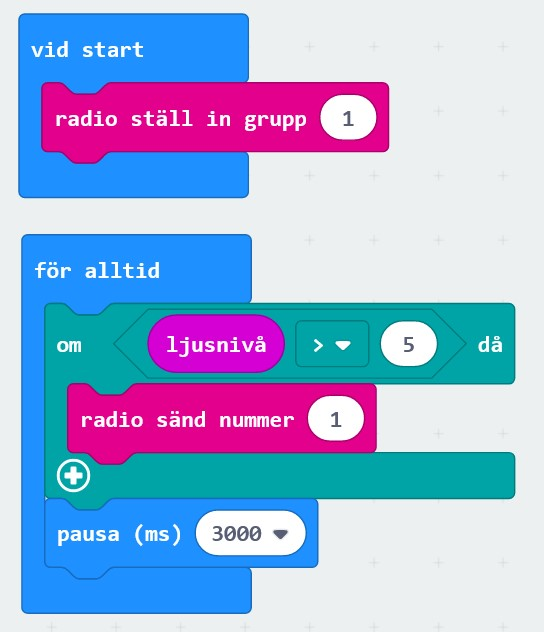 vid start
radio ställ in grupp 1
för alltid
om ljusnivå > 5 då
radio sänd nummer 1
pausa (ms) 3000